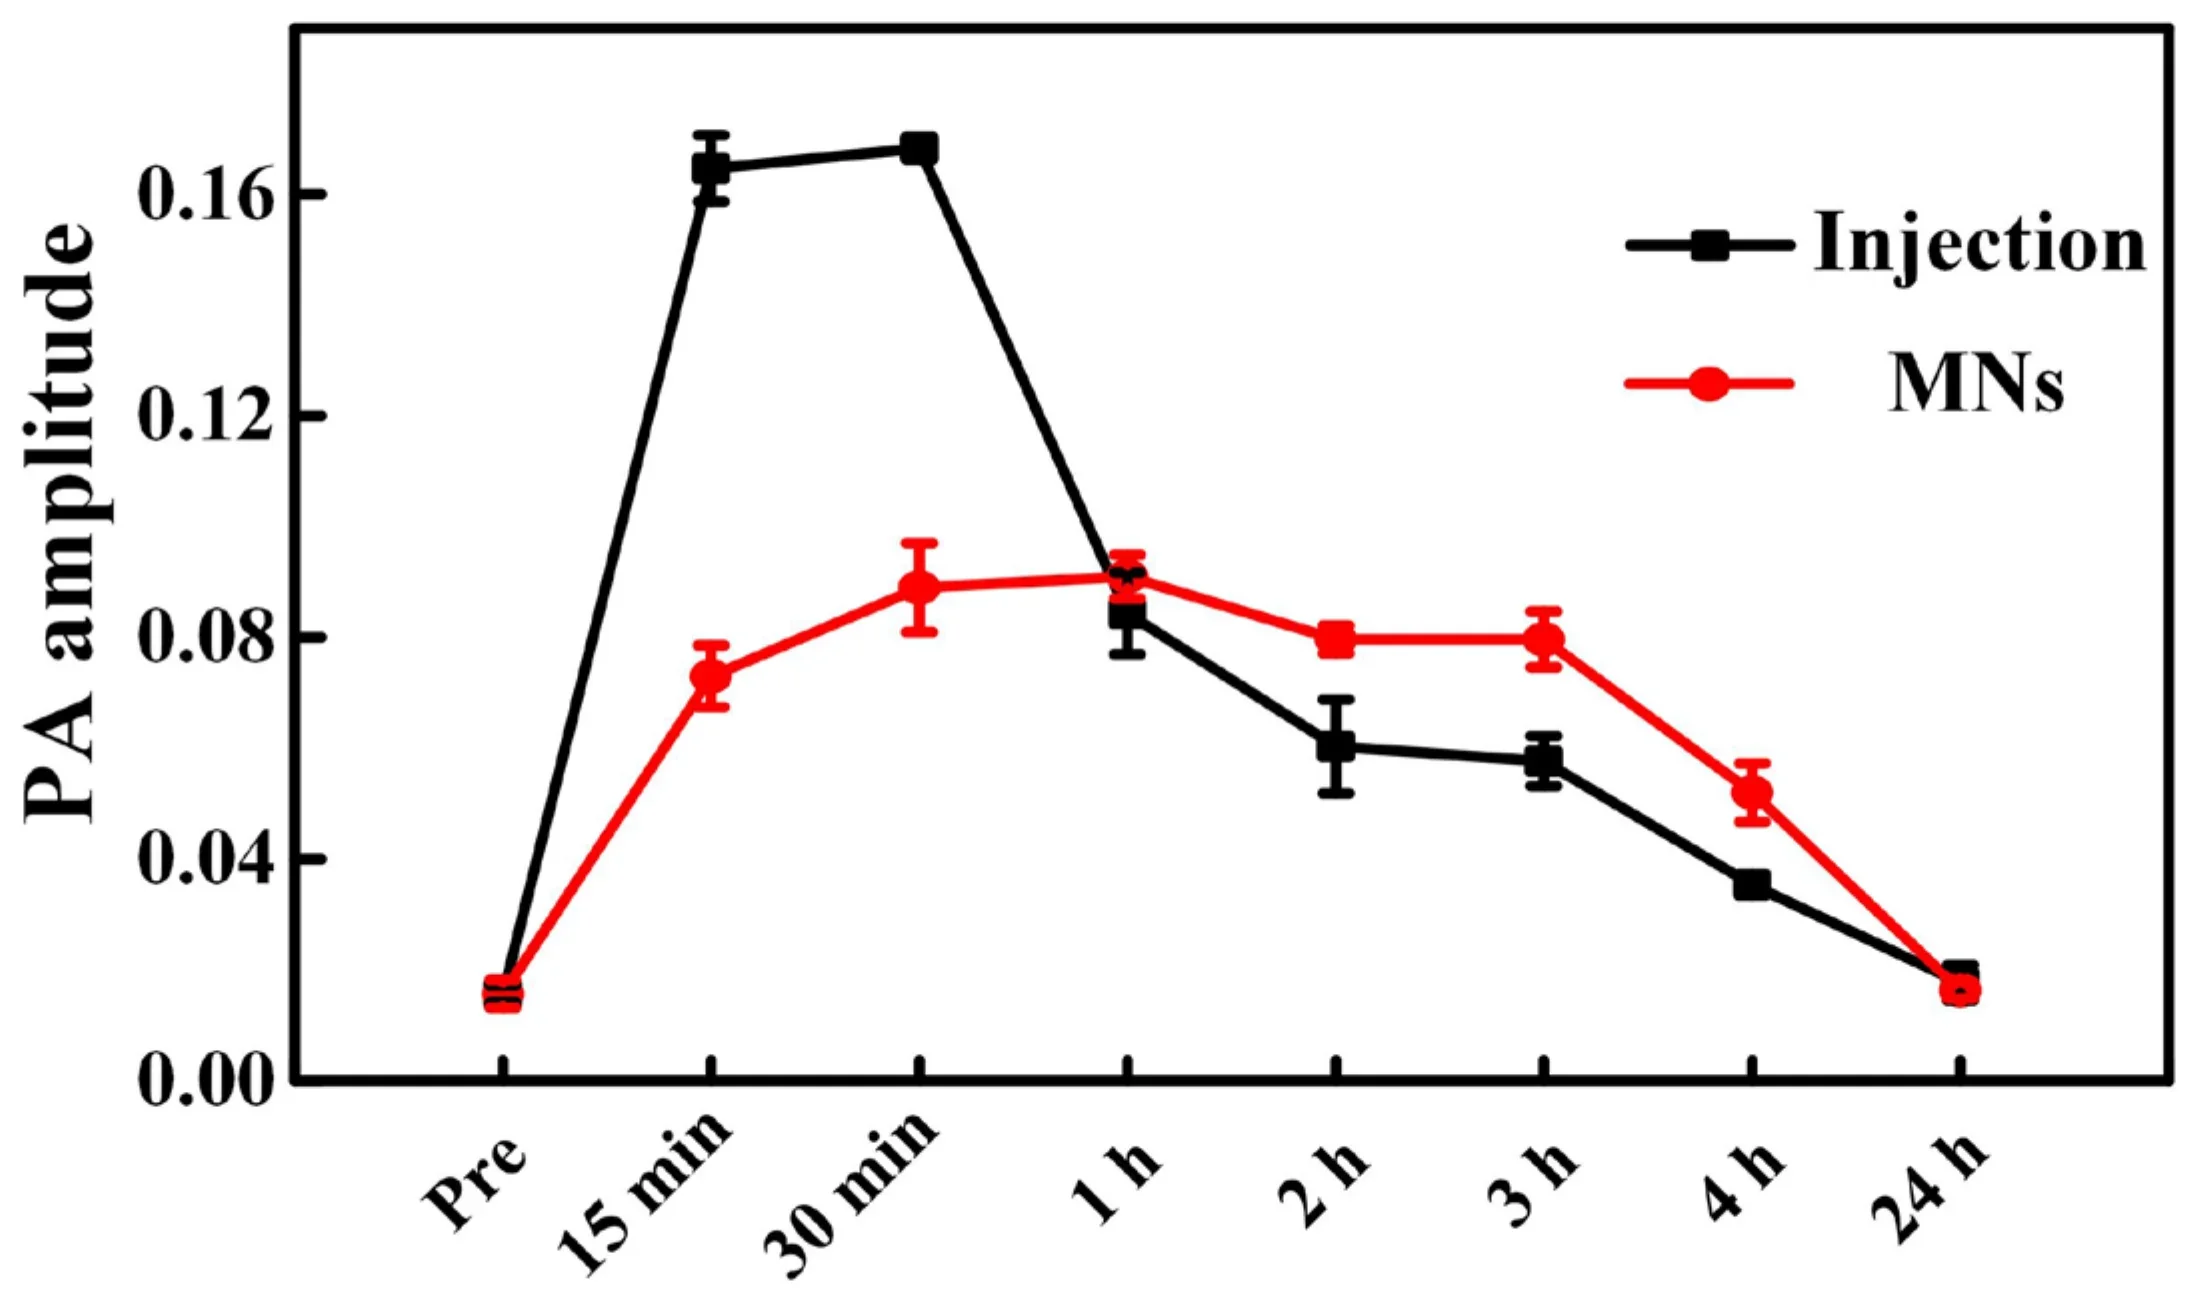 PA amplitude
0.16
0.12
0.08
0.04
0.00
Injection
MNs
Pre
15 min
30 min
1 h
2 h
3 h
4 h
24 h